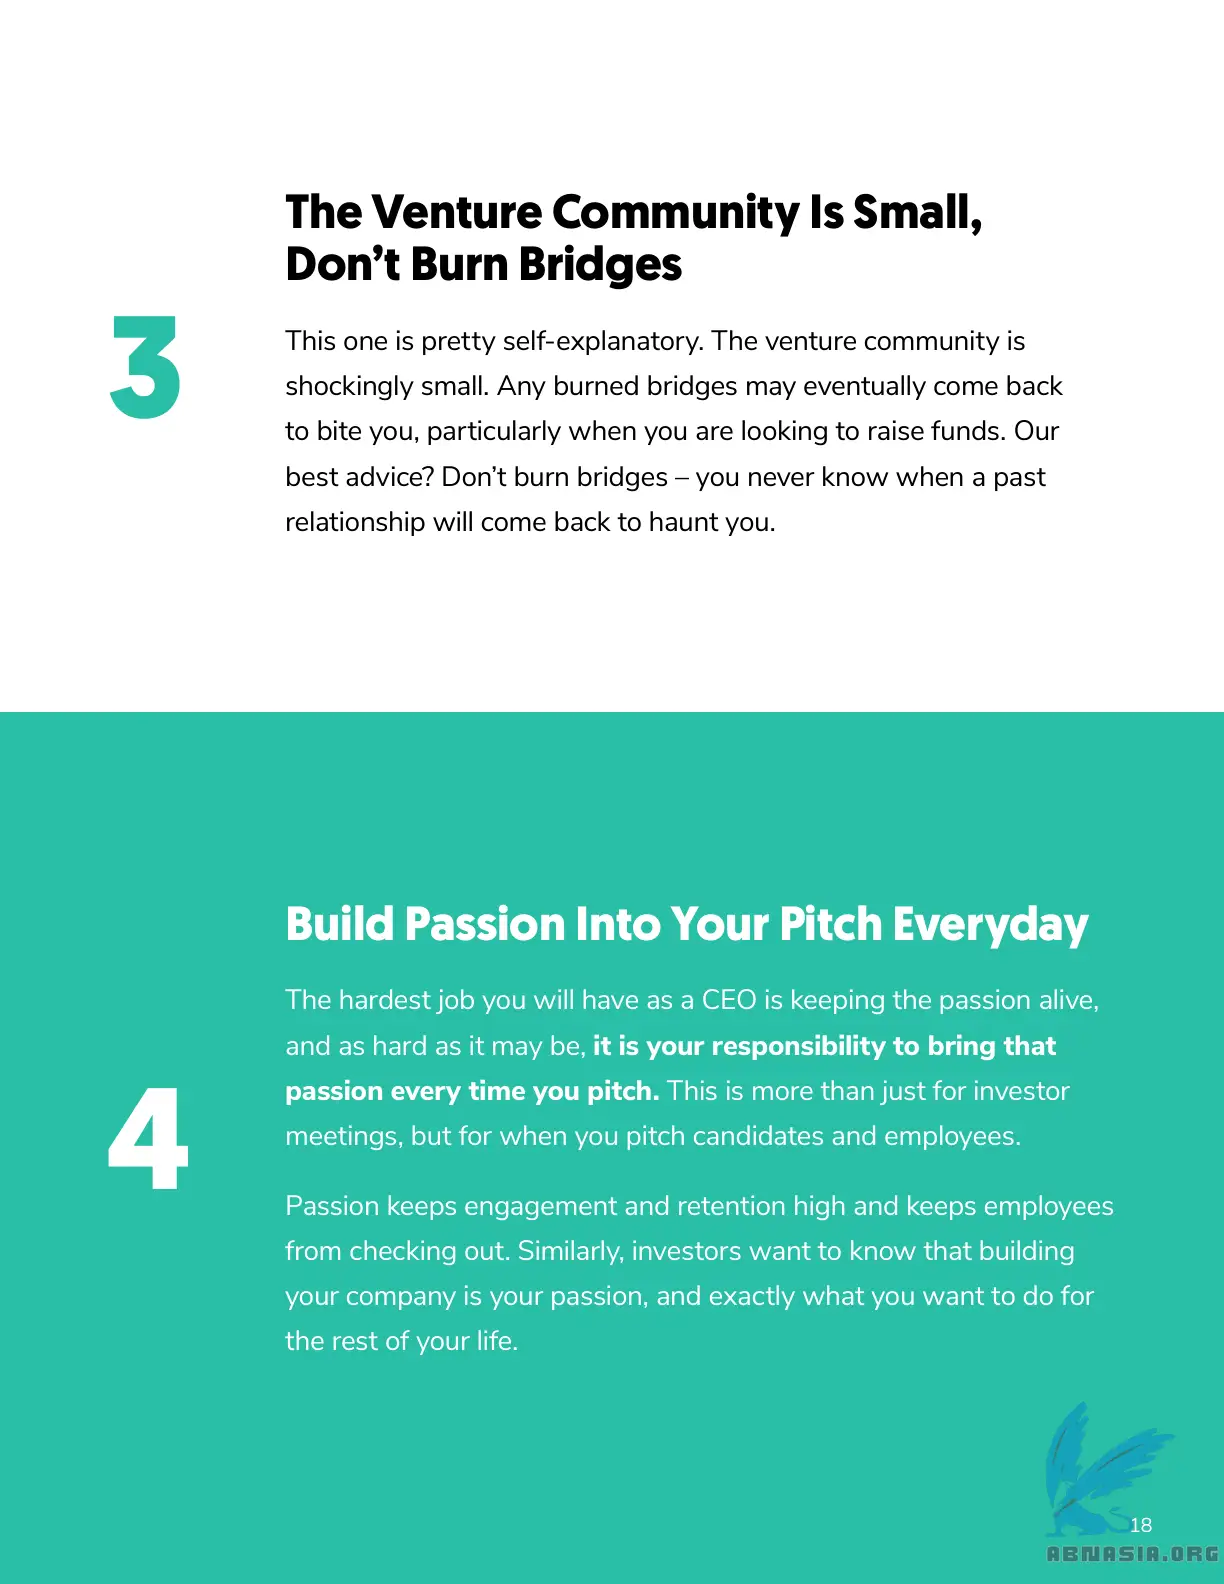 The Venture Community Is Small,
Don’t Burn Bridges
3
This one is pretty self-explanatory. The venture community is
shockingly small. Any burned bridges may eventually come back
to bite you, particularly when you are looking to raise funds. Our
best advice? Don’t burn bridges – you never know when a past
relationship will come back to haunt you.
Build Passion Into Your Pitch Everyday
The hardest job you will have as a CEO is keeping the passion alive,
and as hard as it may be, it is your responsibility to bring that
passion every time you pitch. This is more than just for investor
meetings, but for when you pitch candidates and employees.
4
Passion keeps engagement and retention high and keeps employees
from checking out. Similarly, investors want to know that building
your company is your passion, and exactly what you want to do for
the rest of your life.
18
ABNASIA.ORG